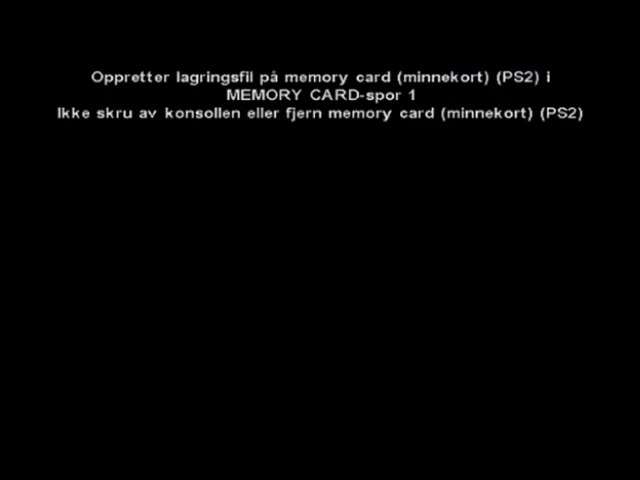 Oppretter lagringsfil på memory card (minnekort) (PS2) i
MEMORY CARD-spor 1
Ikke skru av konsollen eller fjern memory card (minnekort) (PS2)